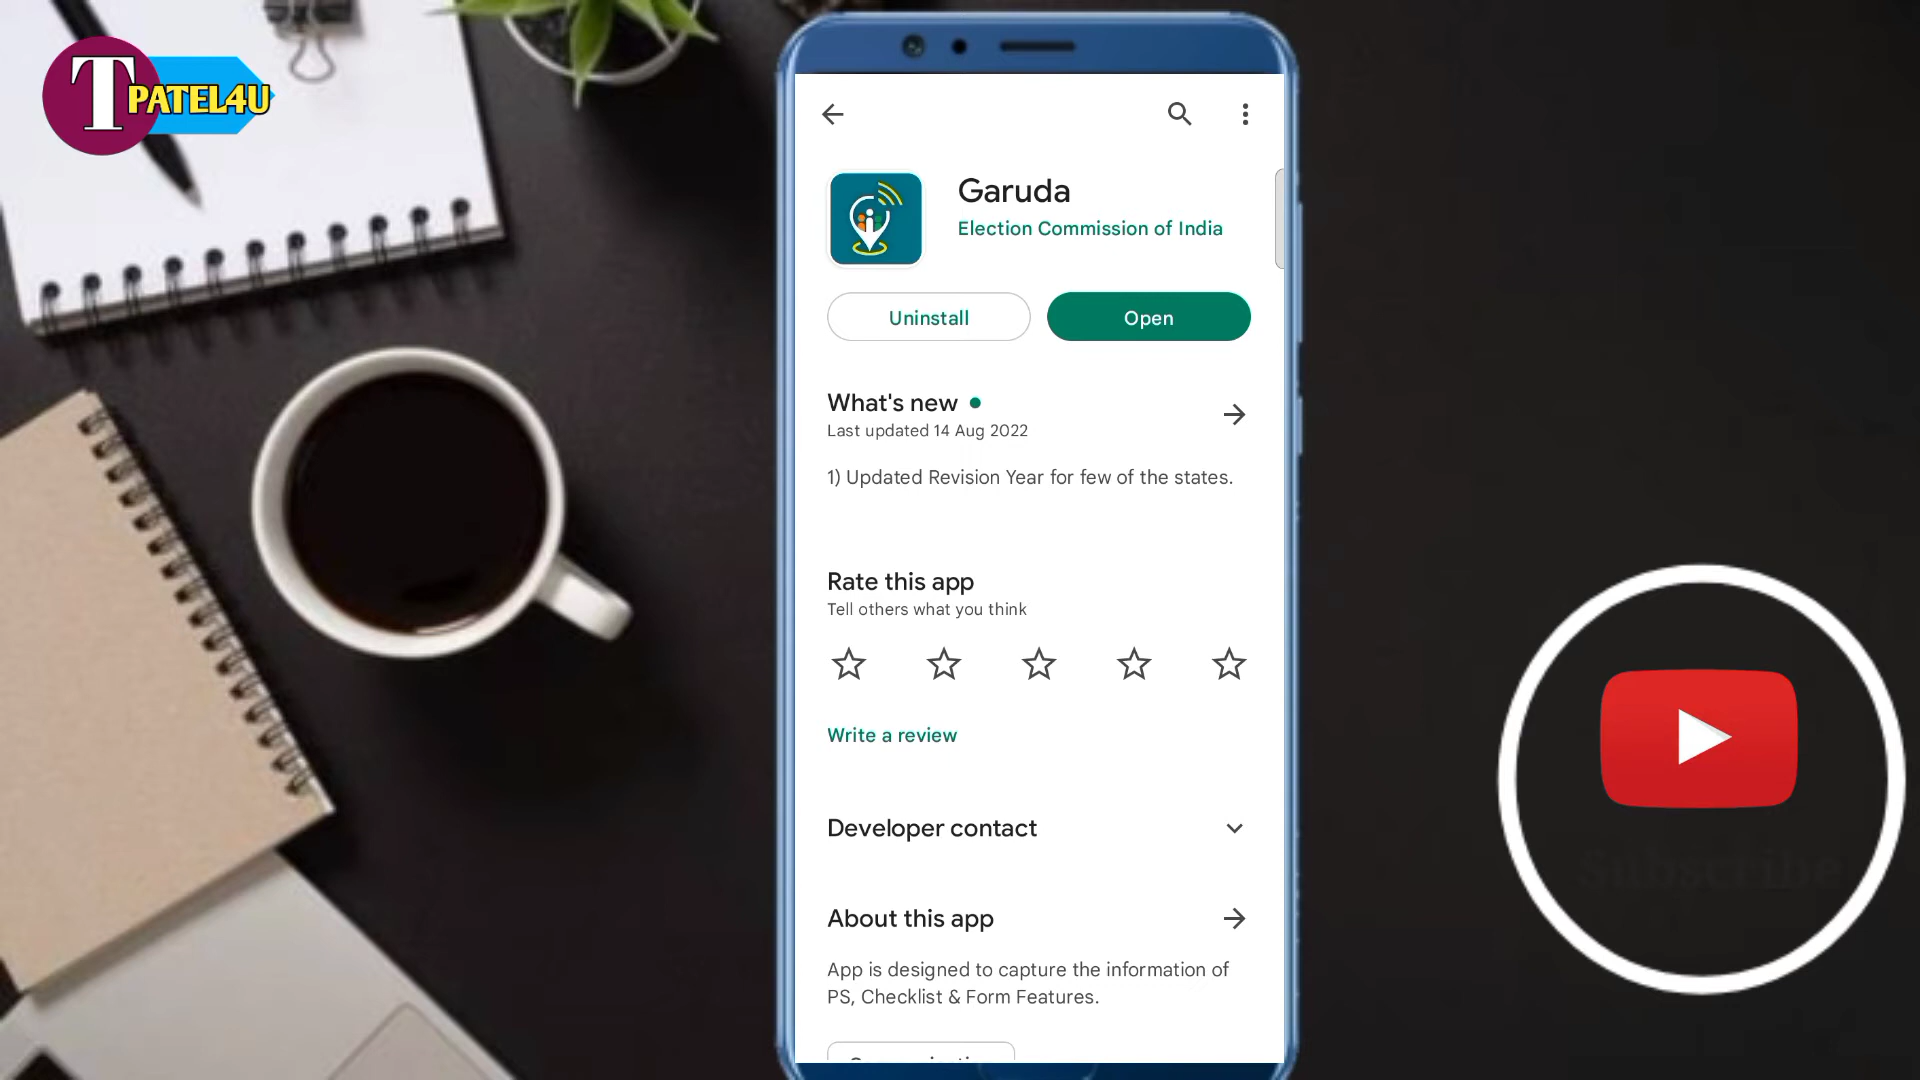 T PATEL4U
Garuda
Election Commission of India
Uninstall
Open
What's new
Last updated 14 Aug 2022
1) Updated Revision Year for few of the states.
Rate this app
Tell others what you think
Write a review
Developer contact
About this app
App is designed to capture the information of
PS, Checklist & Form Features.
Subscribe